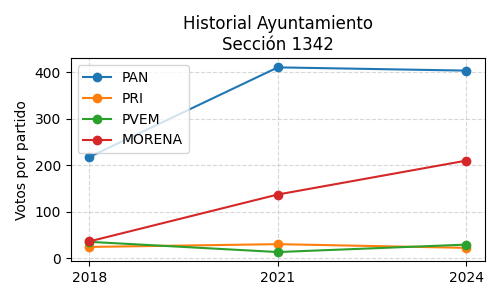 Historial Ayuntamiento
Sección 1342
Votos por partido
400
300
200
100
0
PAN
PRI
PVEM
MORENA
2018
2021
2024